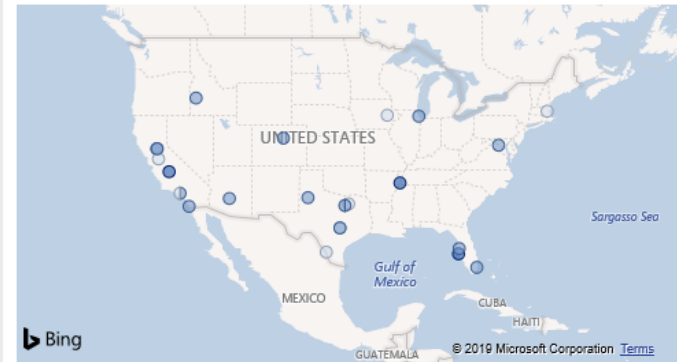 UNITED STATES
Sargasso Sea
Gulf of
Mexico
MEXICO
CUBA
HAITI
Bing
© 2019 Microsoft Corporation Terms
GUATEMALA